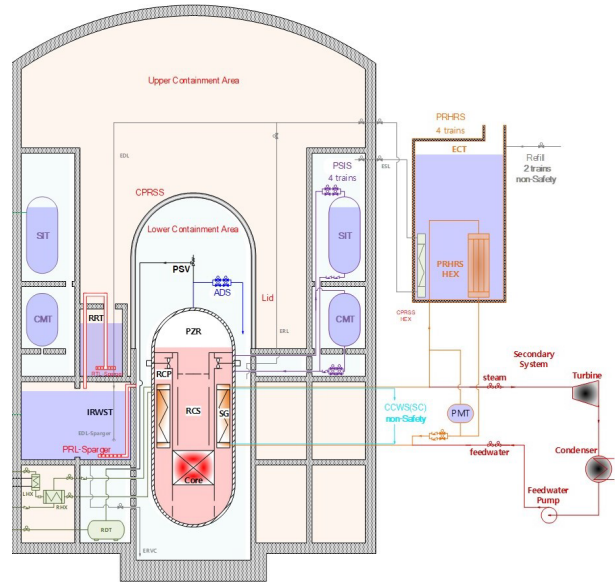 Upper Containment Area
PRHRS
4 trains
ECT
EDL
PSIS
4 trains
ESL
Refill
2 trains
non-Safety
CPRSS
SIT
Lower Containment Area
SIT
PSV
PRHRS
HEX
ADS
Lid
CMT
RRT
PZR
CMT
CPRSS
HEX
ERL
RCP
Secondary
System
Turbine
steam
IRWST
RCS
SG
CCWS(SC)
non-Safety
PMT
EDL-Sparger
PRL-Sparger
feedwater
Condenser
Core
Feedwater
Pump
LHX
RHX
RDT
ERVC